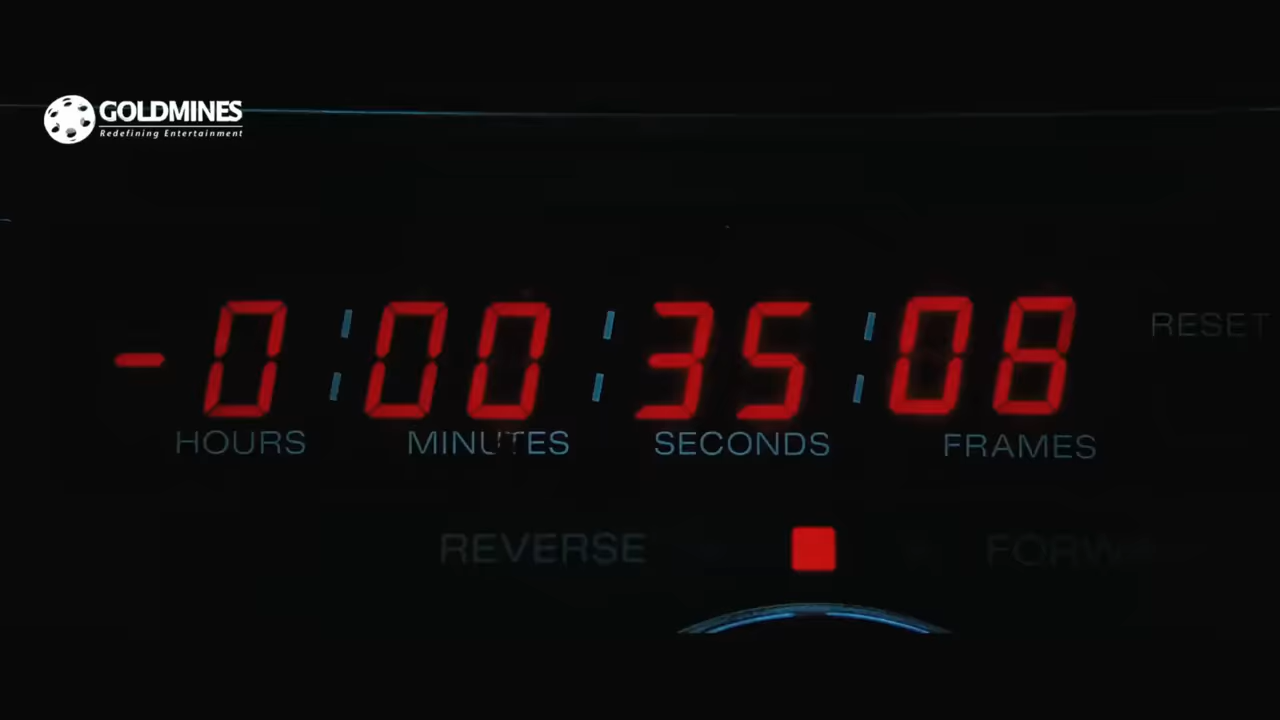 GOLDMINES
Redefining Entertainment
-0:00:35:08
RESET
HOURS MINUTES SECONDS FRAMES
REVERSE